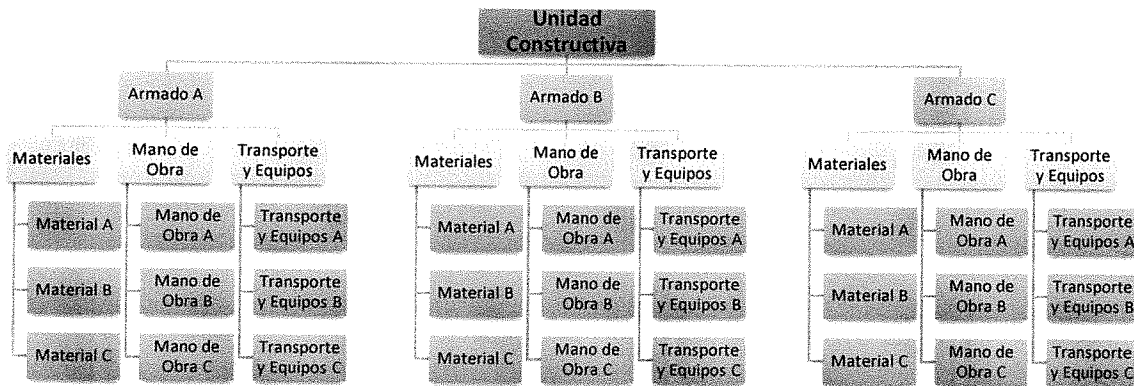 Unidad
Constructiva
Armado A
Armado B
Armado C
Materiales
Mano de
Obra
Transporte
y Equipos
Materiales
Mano de
Obra
Transporte
y Equipos
Materiales
Mano de
Obra
Transporte
y Equipos
Material A
Mano de
Obra A
Transporte
y Equipos A
Material A
Mano de
Obra A
Transporte
y Equipos A
Material A
Mano de
Obra A
Transporte
y Equipos A
Material B
Mano de
Obra B
Transporte
y Equipos B
Material B
Mano de
Obra B
Transporte
y Equipos B
Material B
Mano de
Obra B
Transporte
y Equipos B
Material C
Mano de
Obra C
Transporte
y Equipos C
Material C
Mano de
Obra C
Transporte
y Equipos C
Material C
Mano de
Obra C
Transporte
y Equipos C